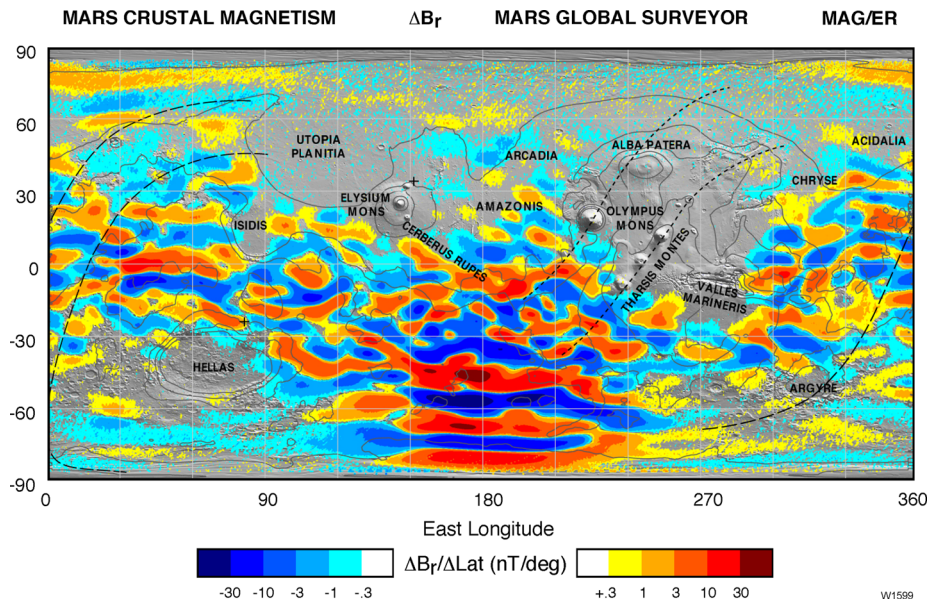 MARS CRUSTAL MAGNETISM ΔBr MARS GLOBAL SURVEYOR MAG/ER
90
60
30
0
-30
-60
-90
UTOPIA
PLANITIA
ARCADIA
ALBA PATERA
ACIDALIA
CHRYSE
ELYSIUM
MONS
AMAZONIS
OLYMPUS
MONS
ISIDIS
CERBERUS RUPES
THARSIS MONTES
VALLES
MARINERIS
HELLAS
ARGYRE
0 90 180 270 360
East Longitude
ΔBr/ΔLat (nT/deg)
-30 -10 -3 -1 -.3 +.3 1 3 10 30
W1599